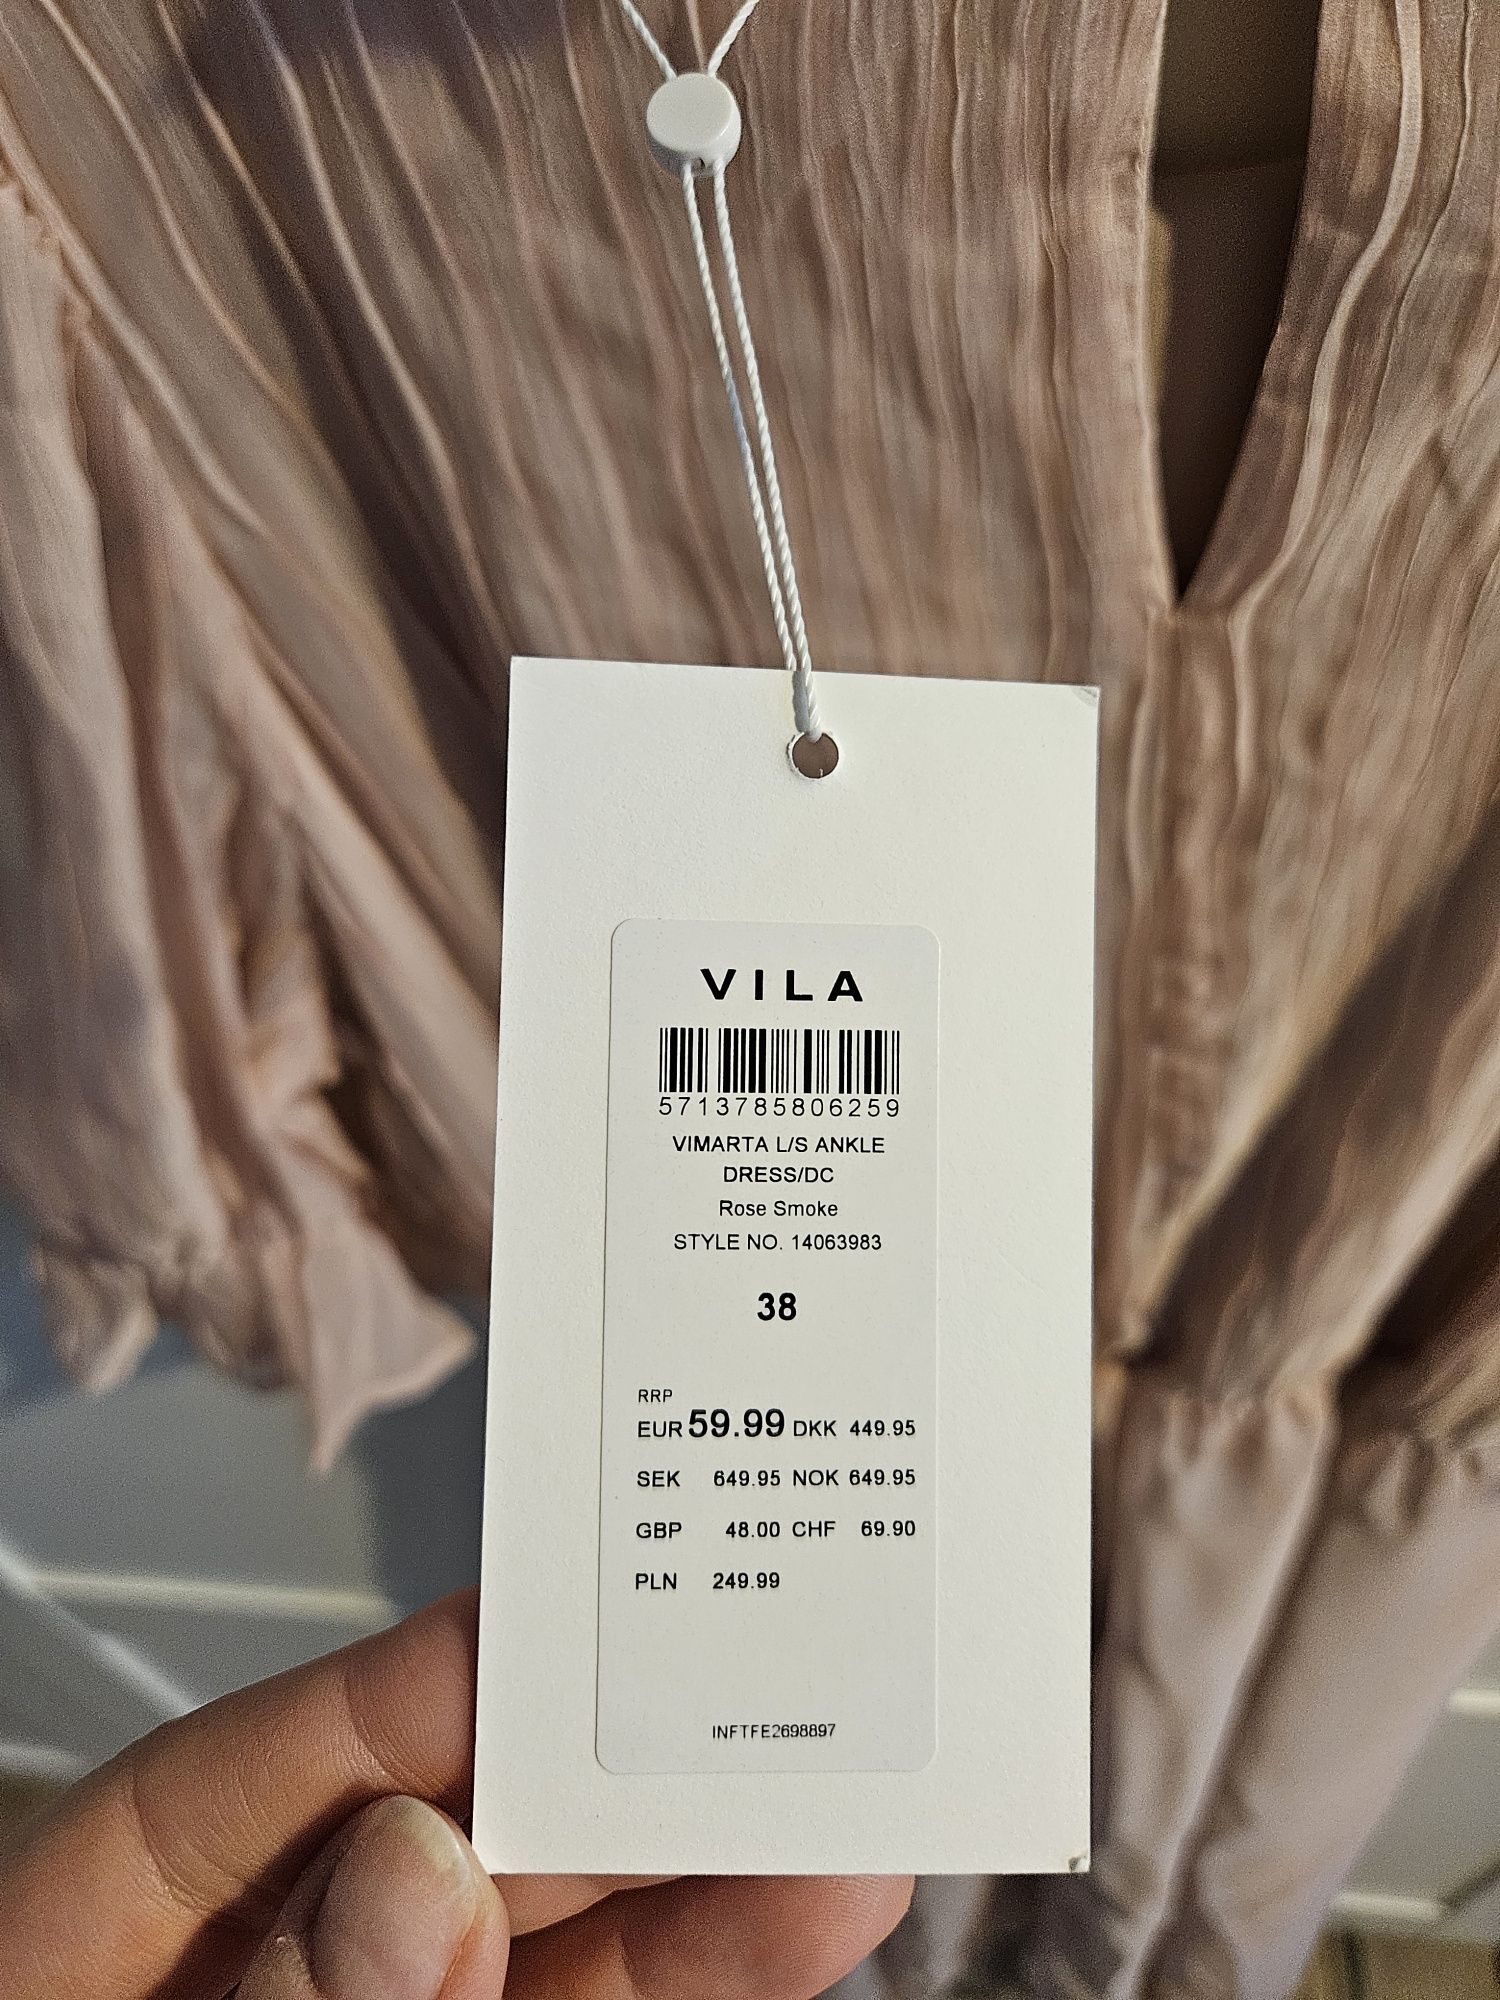 VILA
5713785806259
VIMARTA L/S ANKLE
DRESS/DC
Rose Smoke
STYLE NO. 14063983
38
RRP
EUR 59.99 DKK 449.95
SEK 649.95 NOK 649.95
GBP 48.00 CHF 69.90
PLN 249.99
INFTFE2698897